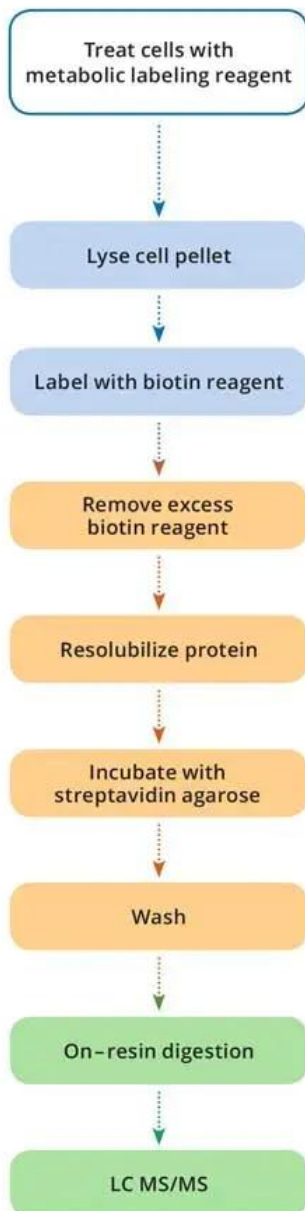 Treat cells with
metabolic labeling reagent
Lyse cell pellet
Label with biotin reagent
Remove excess
biotin reagent
Resolubilize protein
Incubate with
streptavidin agarose
Wash
On-resin digestion
LC MS/MS